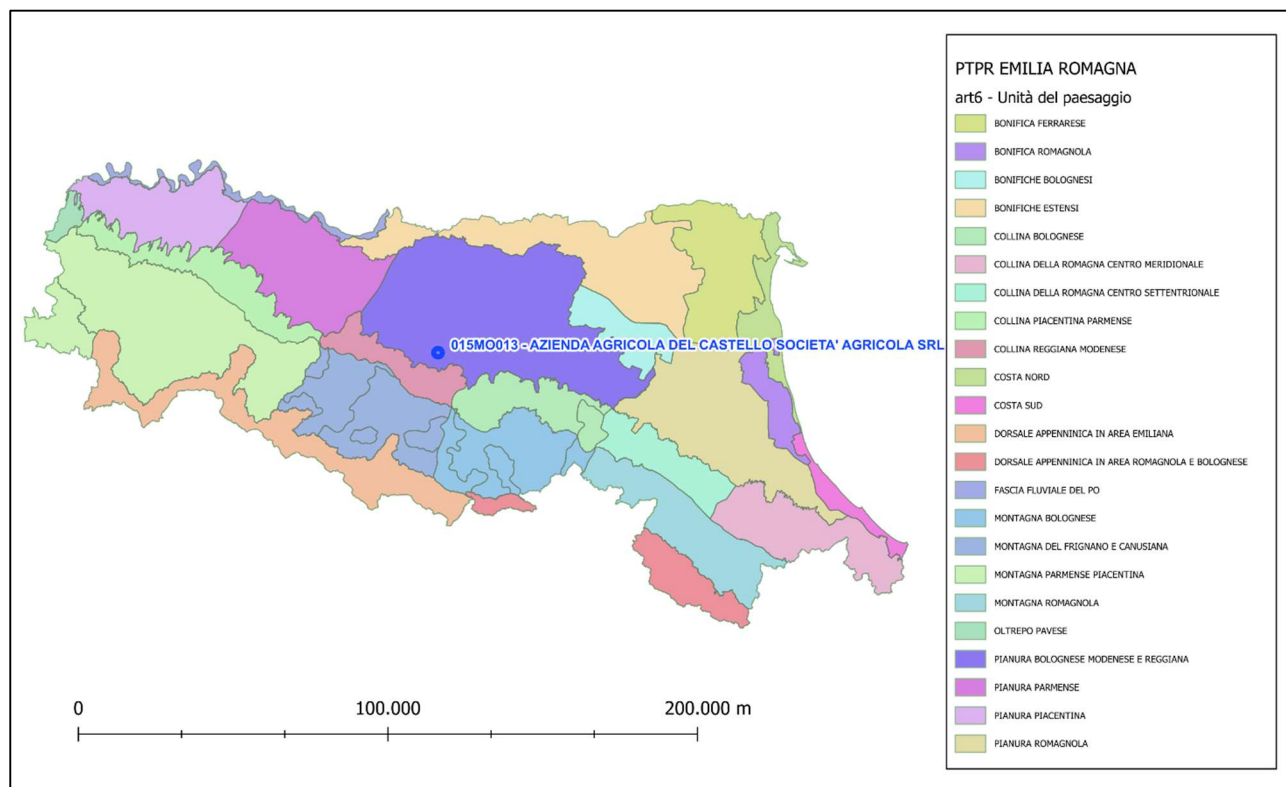 PTPR EMILIA ROMAGNA
art6 - Unità del paesaggio
BONIFICA FERRARESE
BONIFICA ROMAGNOLA
BONIFICHE BOLOGNESI
BONIFICHE ESTENSI
COLLINA BOLOGNESE
COLLINA DELLA ROMAGNA CENTRO MERIDIONALE
COLLINA DELLA ROMAGNA CENTRO SETTENTRIONALE
COLLINA PIACENTINA PARMENSE
COLLINA REGGIANA MODENESE
COSTA NORD
COSTA SUD
DORSALE APPENNINICA IN AREA EMILIANA
DORSALE APPENNINICA IN AREA ROMAGNOLA E BOLOGNESE
FASCIA FLUVIALE DEL PO
MONTAGNA BOLOGNESE
MONTAGNA DEL FRIGNANO E CANUSIANA
MONTAGNA PARMENSE PIACENTINA
MONTAGNA ROMAGNOLA
OLTREPO PAVESE
PIANURA BOLOGNESE MODENESE E REGGIANA
PIANURA PARMENSE
PIANURA PIACENTINA
PIANURA ROMAGNOLA
015MO013 - AZIENDA AGRICOLA DEL CASTELLO SOCIETA' AGRICOLA SRL
0 100.000 200.000 m